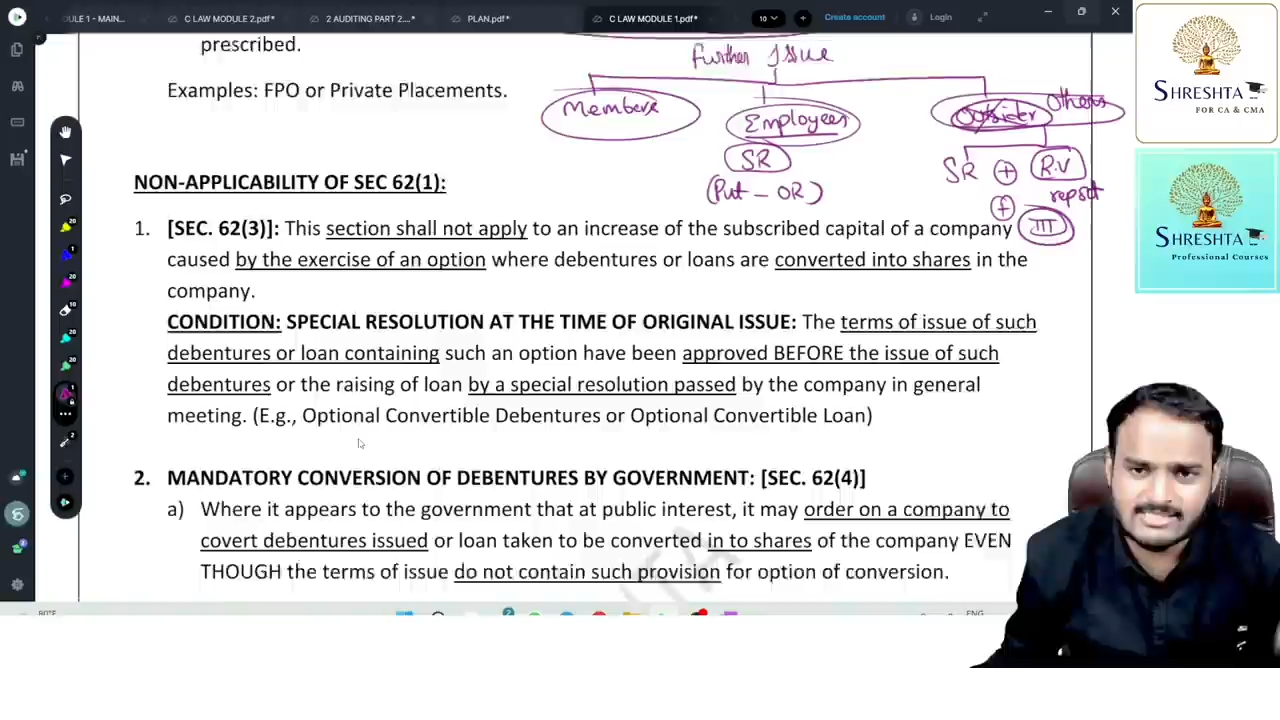 ULE 1 - MAIN...
C LAW MODULE 2.pdf*
2 AUDITING PART 2....*
PLAN.pdf*
C LAW MODULE 1.pdf*
10
Create account
Login
prescribed.
Further Issue
Examples: FPO or Private Placements.
Members
Employees
Outsider
Others
SR
(Put - OR)
SR + R.V
report
+
III
NON-APPLICABILITY OF SEC 62(1):
1. [SEC. 62(3)]: This section shall not apply to an increase of the subscribed capital of a company
caused by the exercise of an option where debentures or loans are converted into shares in the
company.
CONDITION: SPECIAL RESOLUTION AT THE TIME OF ORIGINAL ISSUE: The terms of issue of such
debentures or loan containing such an option have been approved BEFORE the issue of such
debentures or the raising of loan by a special resolution passed by the company in general
meeting. (E.g., Optional Convertible Debentures or Optional Convertible Loan)
2. MANDATORY CONVERSION OF DEBENTURES BY GOVERNMENT: [SEC. 62(4)]
a) Where it appears to the government that at public interest, it may order on a company to
covert debentures issued or loan taken to be converted in to shares of the company EVEN
THOUGH the terms of issue do not contain such provision for option of conversion.
SHRESHTA
FOR CA & CMA
SHRESHTA
Professional Courses
80°F
ENG